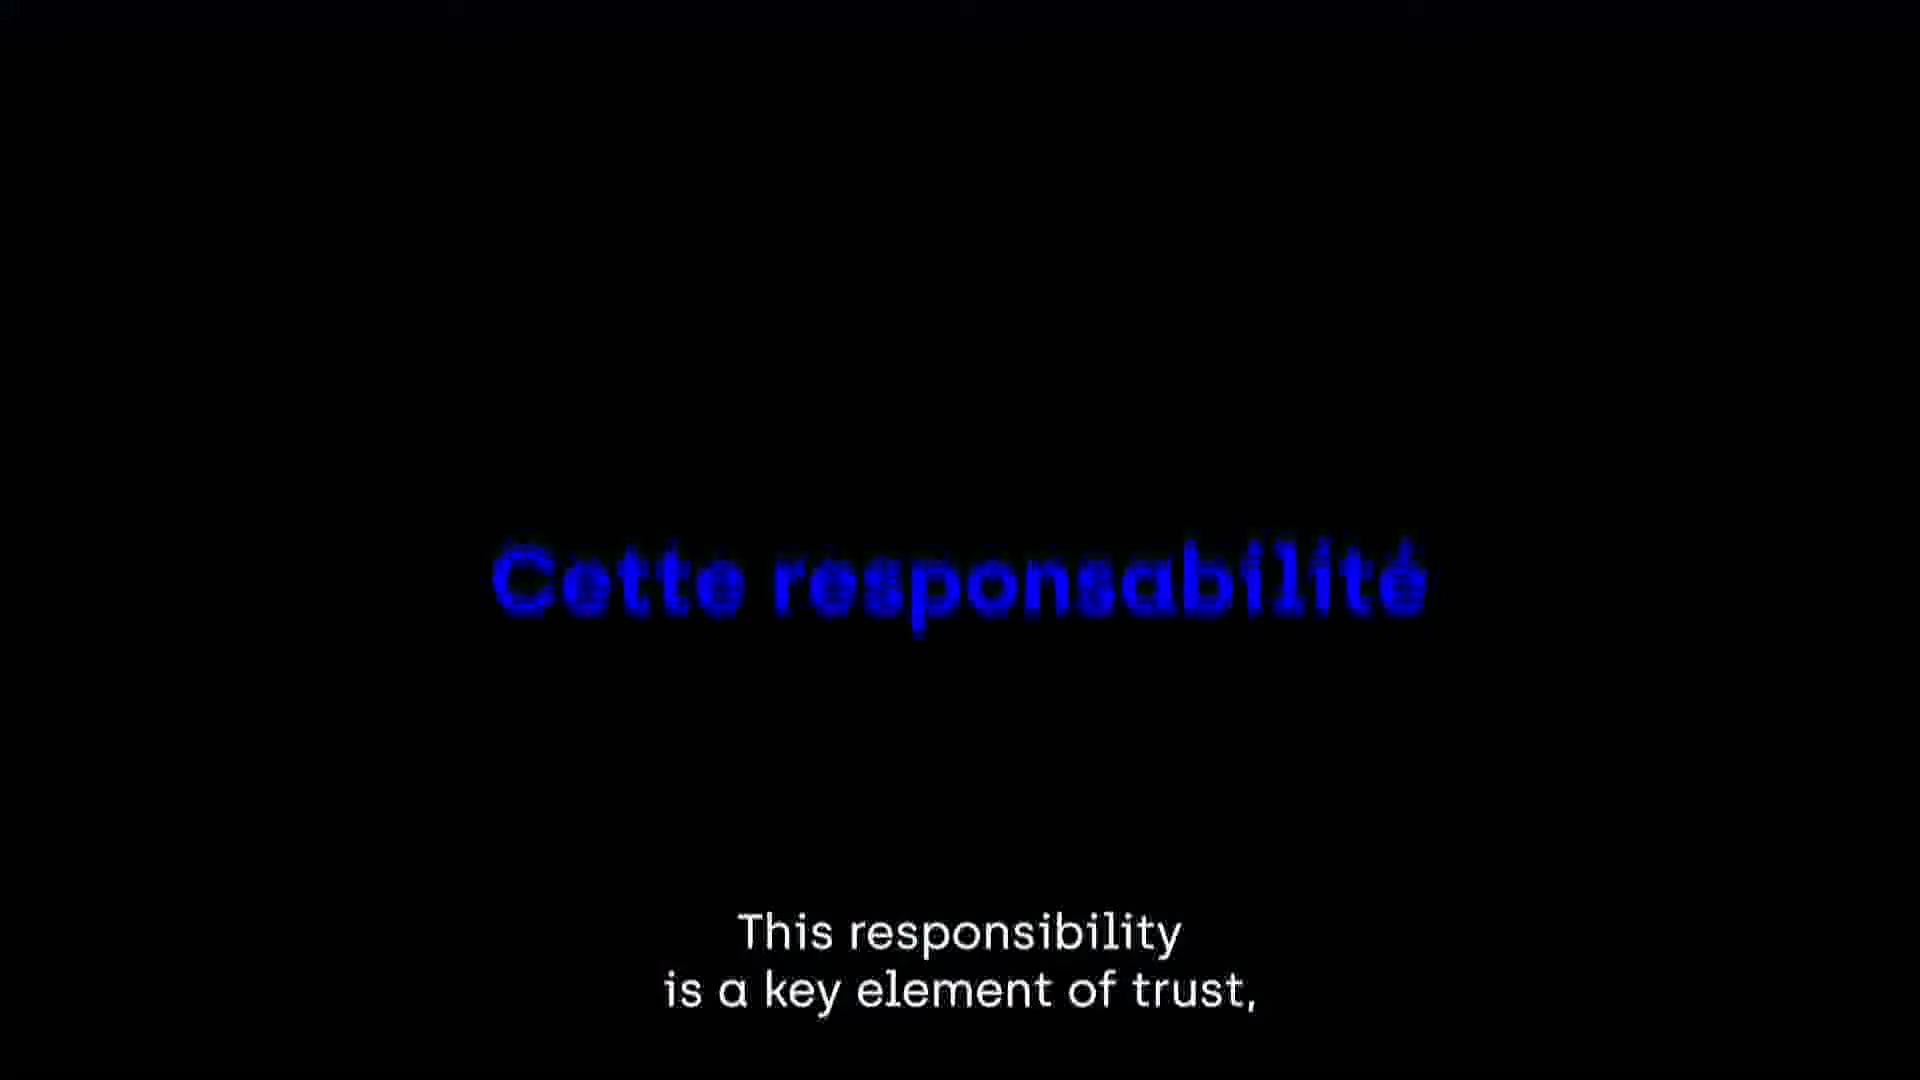 Cette responsabilité
This responsibility
is a key element of trust,